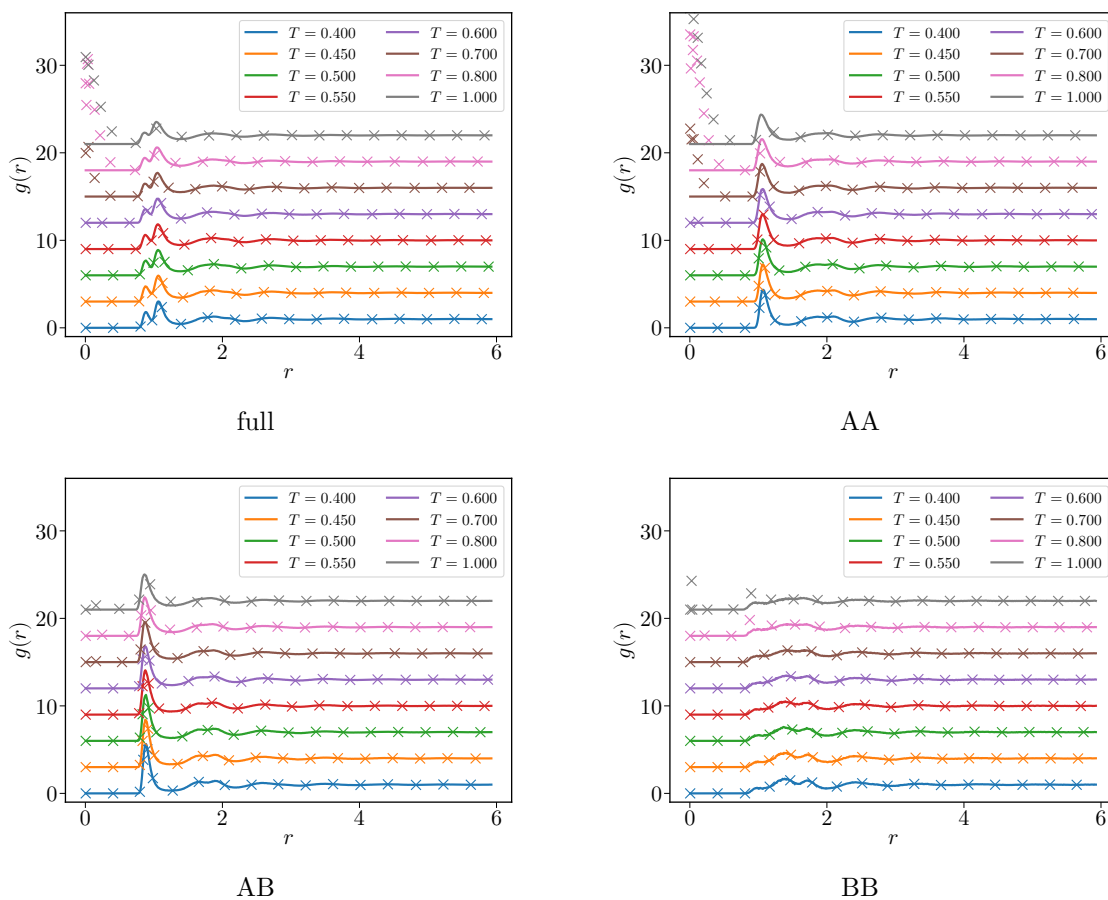 T = 0.400 T = 0.600
T = 0.450 T = 0.700
T = 0.500 T = 0.800
T = 0.550 T = 1.000
30
20
10
0
g(r)
0 2 4 6
r
full
T = 0.400 T = 0.600
T = 0.450 T = 0.700
T = 0.500 T = 0.800
T = 0.550 T = 1.000
30
20
10
0
g(r)
0 2 4 6
r
AA
T = 0.400 T = 0.600
T = 0.450 T = 0.700
T = 0.500 T = 0.800
T = 0.550 T = 1.000
30
20
10
0
g(r)
0 2 4 6
r
AB
T = 0.400 T = 0.600
T = 0.450 T = 0.700
T = 0.500 T = 0.800
T = 0.550 T = 1.000
30
20
10
0
g(r)
0 2 4 6
r
BB